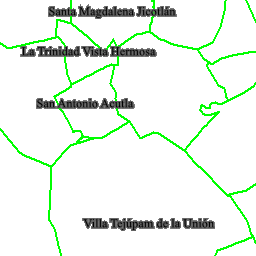 Santa Magdalena Jicotlán
La Trinidad Vista Hermosa
San Antonio Acutla
Villa Tejúpam de la Unión